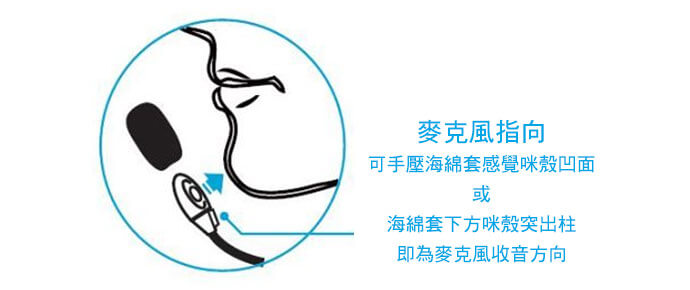 麥克風指向
可手壓海綿套感覺咪殼凹面
或
海綿套下方咪殼突出柱
即為麥克風收音方向